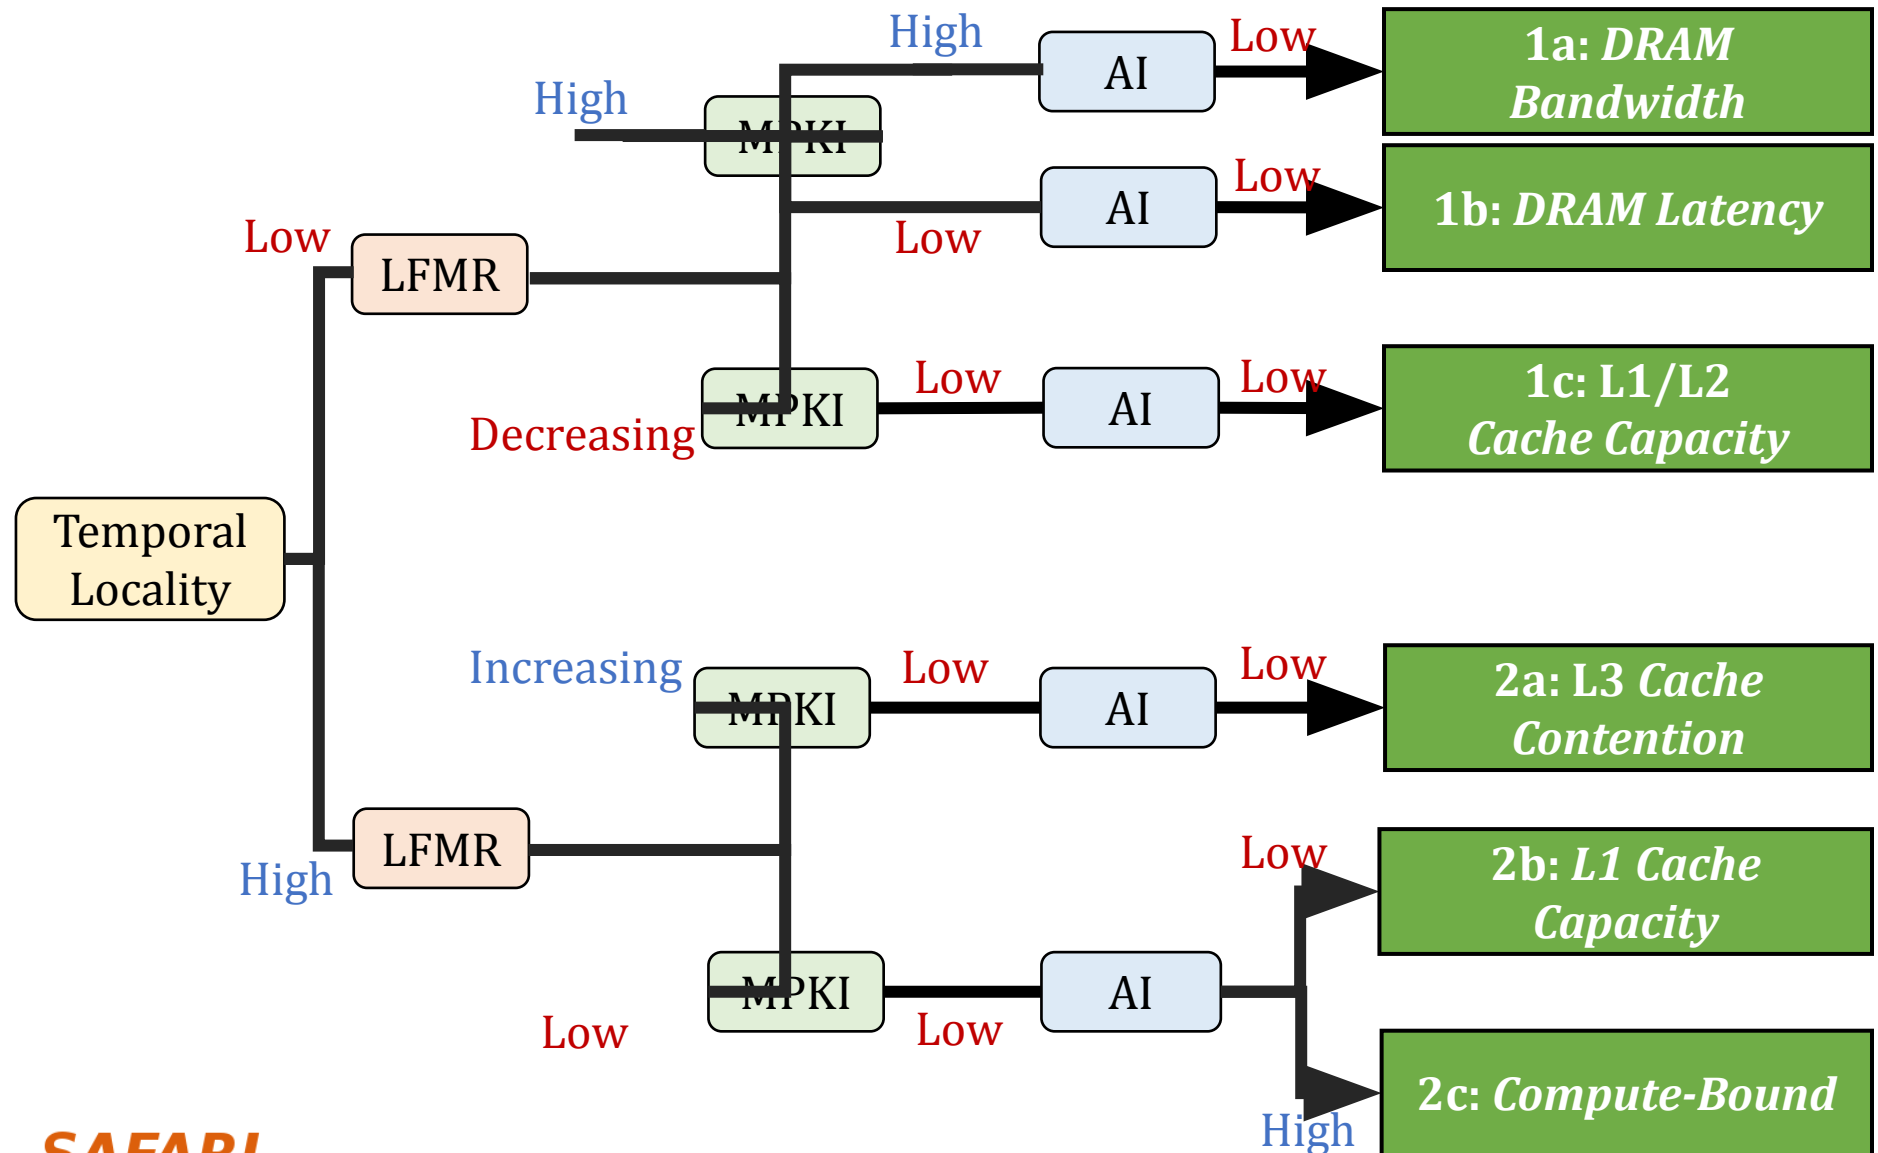 High
Low
1a: DRAM
Bandwidth
High
MPKI
AI
Low
1b: DRAM Latency
AI
Low
Low
LFMR
Low
Low
1c: L1/L2
Cache Capacity
Decreasing
MPKI
AI
Temporal
Locality
Increasing
Low
Low
2a: L3 Cache
Contention
MPKI
AI
High
LFMR
Low
2b: L1 Cache
Capacity
Low
MPKI
Low
AI
2c: Compute-Bound
High
SAFARI